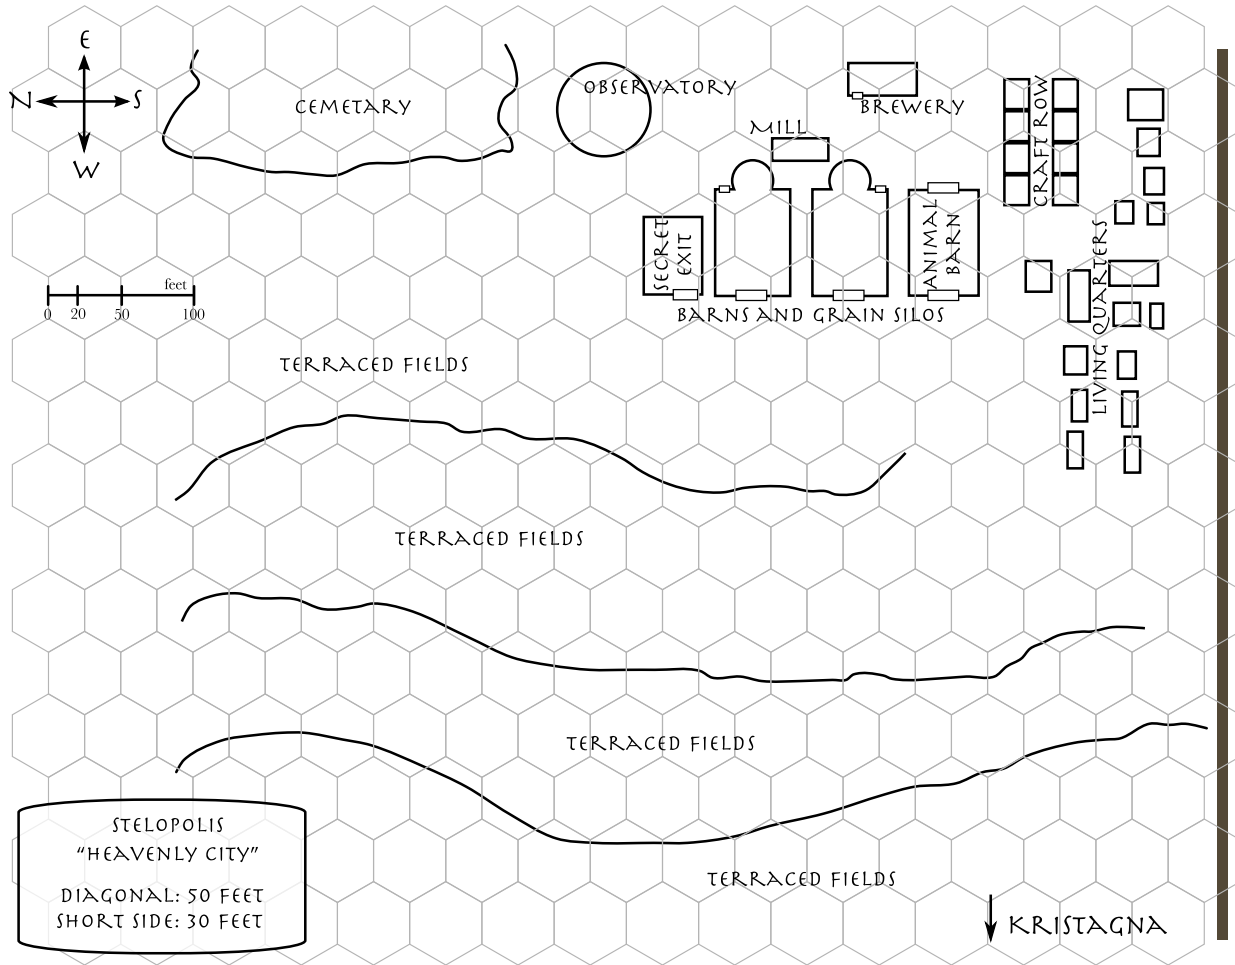 E
N
S
W
CEMETARY
OBSERVATORY
BREWERY
MILL
CRAFT ROW
SECRET
EXIT
ANIMAL
BARN
BARNS AND GRAIN SILOS
LIVING QUARTERS
feet
0 20 50 100
TERRACED FIELDS
TERRACED FIELDS
TERRACED FIELDS
TERRACED FIELDS
STELOPOLIS
“HEAVENLY CITY”
DIAGONAL: 50 FEET
SHORT SIDE: 30 FEET
KRISTAGNA